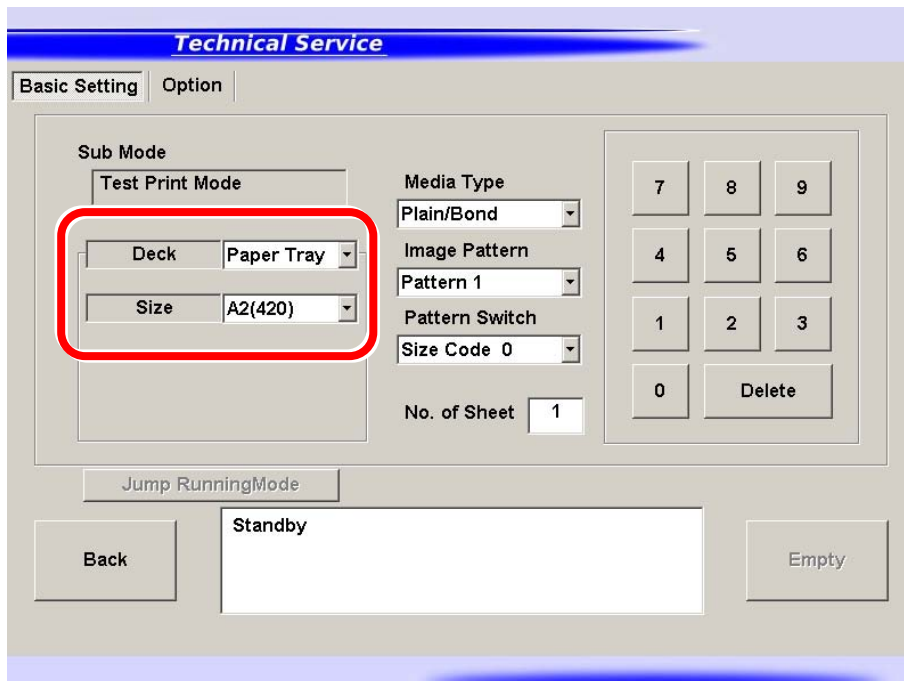 Technical Service
Basic Setting Option
Sub Mode
Test Print Mode
Deck Paper Tray
Size A2(420)
Media Type
Plain/Bond
Image Pattern
Pattern 1
Pattern Switch
Size Code 0
No. of Sheet 1
7 8 9
4 5 6
1 2 3
0 Delete
Jump RunningMode
Back
Standby
Empty